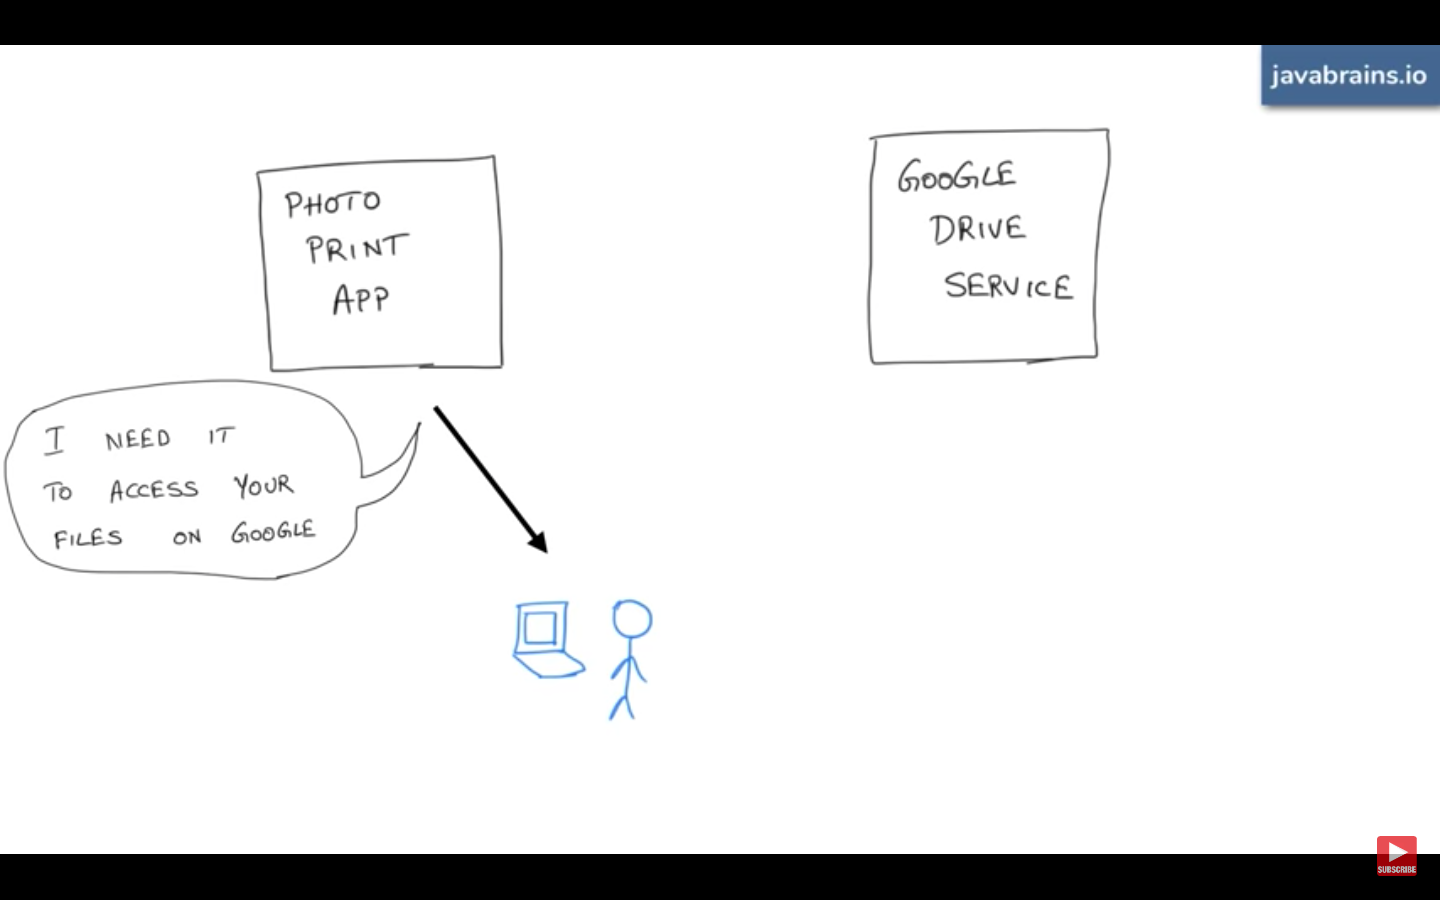 javabrains.io
PHOTO
PRINT
APP
GOOGLE
DRIVE
SERVICE
I NEED IT
TO ACCESS YOUR
FILES ON GOOGLE
SUBSCRIBE